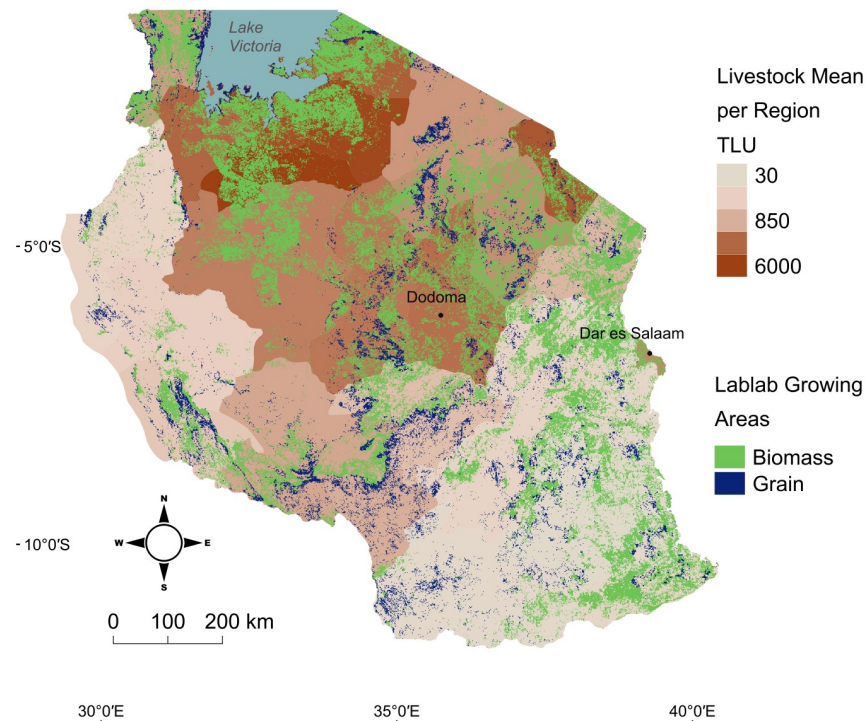 Lake
Victoria
Livestock Mean
per Region
TLU
30
850
6000
- 5°0'S
Dodoma
Dar es Salaam
Lablab Growing
Areas
Biomass
Grain
N
W
E
S
- 10°0'S
0 100 200 km
30°0'E 35°0'E 40°0'E